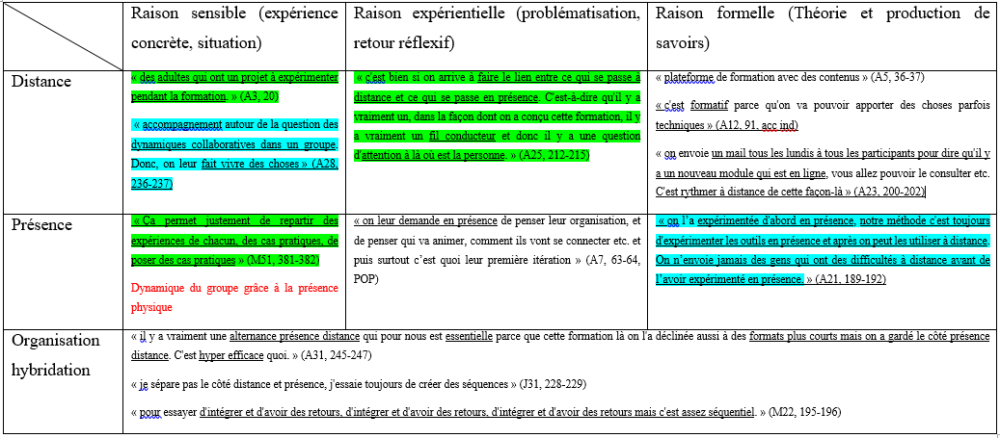 Raison sensible (expérience
concrète, situation)
Raison expérientielle (problématisation,
retour réflexif)
Raison formelle (Théorie et production de
savoirs)
Distance
« des adultes qui ont un projet à expérimenter
pendant la formation. » (A3, 20)
« accompagnement autour de la question des
dynamiques collaboratives dans un groupe.
Donc, on leur fait vivre des choses » (A28,
236-237)
« c'est bien si on arrive à faire le lien entre ce qui se passe à
distance et ce qui se passe en présence. C'est-à-dire qu'il y a
vraiment un, dans la façon dont on a conçu cette formation, il y
a vraiment un fil conducteur et donc il y a une question
d'attention à là où est la personne. » (A25, 212-215)
« plateforme de formation avec des contenus » (A5, 36-37)
« c'est formatif parce qu'on va pouvoir apporter des choses parfois
techniques » (A12, 91, acc ind)
« on envoie un mail tous les lundis à tous les participants pour dire qu'il y
a un nouveau module qui est en ligne, vous allez pouvoir le consulter etc.
C'est rythmer à distance de cette façon-là » (A23, 200-202)
Présence
« Ca permet justement de repartir des
expériences de chacun, des cas pratiques, de
poser des cas pratiques » (M51, 381-382)
Dynamique du groupe grâce à la présence
physique
« on leur demande en présence de penser leur organisation, et
de penser qui va animer, comment ils vont se connecter etc. et
puis surtout c'est quoi leur première itération » (A7, 63-64,
POP)
« on l'a expérimentée d'abord en présence, notre méthode c'est toujours
d'expérimenter les outils en présence et après on peut les utiliser à distance.
On n'envoie jamais des gens qui ont des difficultés à distance avant de
l'avoir expérimenté en présence. » (A21, 189-192)
Organisation
hybridation
« il y a vraiment une alternance présence distance qui pour nous est essentielle parce que cette formation là on l'a déclinée aussi à des formats plus courts mais on a gardé le côté présence
distance. C'est hyper efficace quoi. » (A31, 245-247)
« je sépare pas le côté distance et présence, j'essaie toujours de créer des séquences » (J31, 228-229)
« pour essayer d'intégrer et d'avoir des retours, d'intégrer et d'avoir des retours, d'intégrer et d'avoir des retours mais c'est assez séquentiel. » (M22, 195-196)